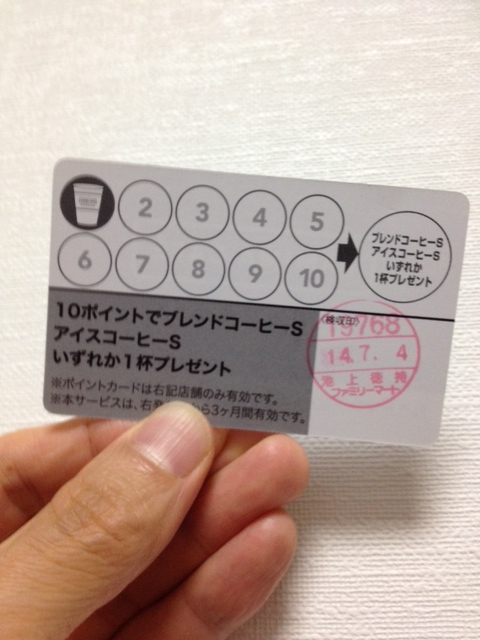 2 3 4 5
6 7 8 9 10
ブレンドコーヒーS
アイスコーヒーS
いずれか
1杯プレゼント
10ポイントでブレンドコーヒーS
アイスコーヒーS
いずれか1杯プレゼント
※ポイントカードは右記店舗のみ有効です。
※本サービスは、右発から3ヶ月間有効です。
〈検収印〉
14.7.4
池上徳持
ファミリーマート